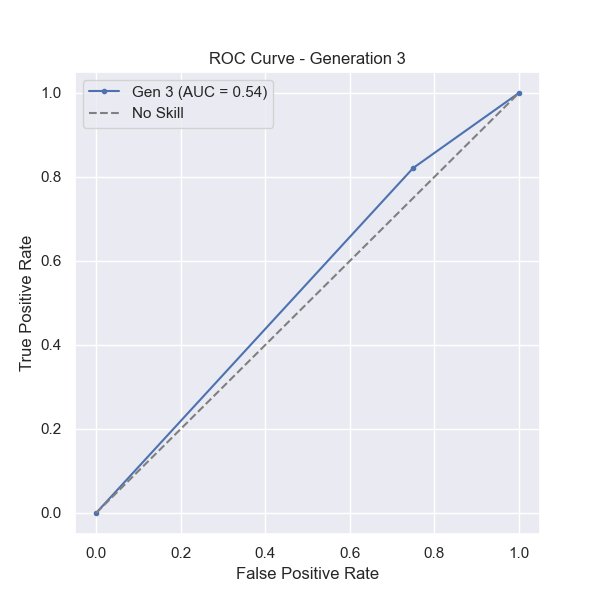 ROC Curve - Generation 3
Gen 3 (AUC = 0.54)
No Skill
1.0
0.8
0.6
0.4
0.2
0.0
True Positive Rate
0.0 0.2 0.4 0.6 0.8 1.0
False Positive Rate